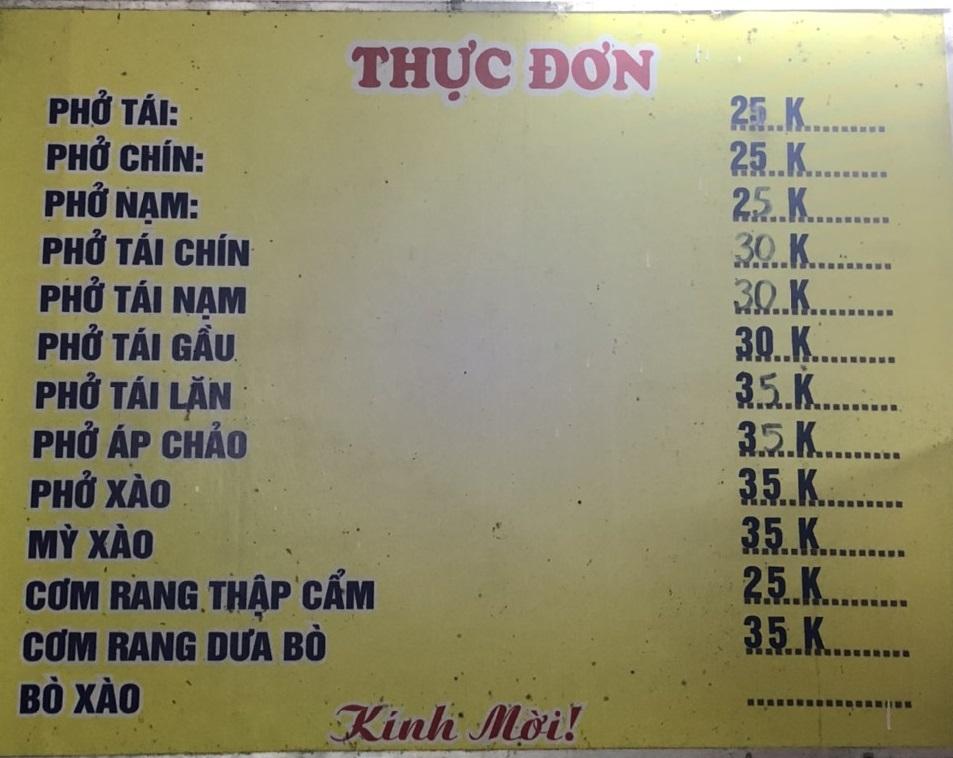 THỰC ĐƠN
PHỞ TÁI: 25 K
PHỞ CHÍN: 25 K
PHỞ NẠM: 25 K
PHỞ TÁI CHÍN 30 K
PHỞ TÁI NẠM 30 K
PHỞ TÁI GẦU 30 K
PHỞ TÁI LĂN 35 K
PHỞ ÁP CHẢO 35 K
PHỞ XÀO 35 K
MỲ XÀO 35 K
CƠM RANG THẬP CẨM 25 K
CƠM RANG DƯA BÒ 35 K
BÒ XÀO
Kính Mời!